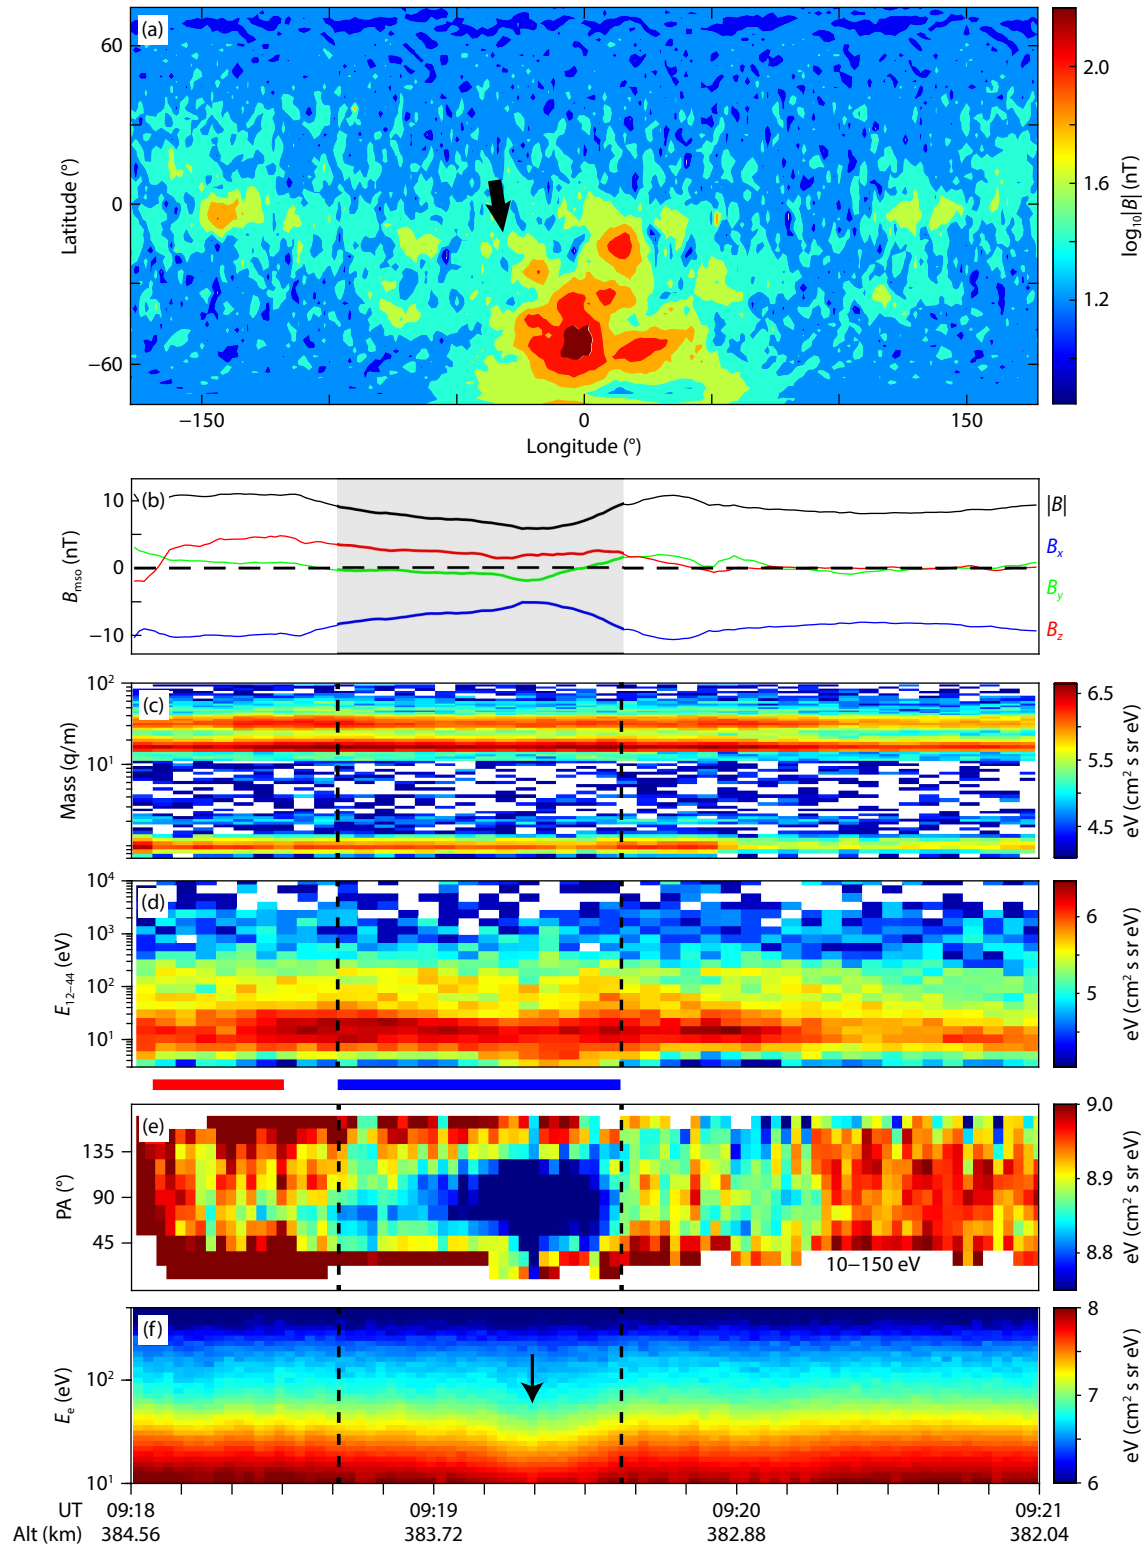 (a)
60
0
−60
Latitude (°)
−150
0
150
Longitude (°)
2.0
1.6
1.2
log₁₀|B| (nT)
(b)
10
0
−10
Bₘₛₒ (nT)
|B|
Bₓ
B_y
B_z
(c)
10²
10¹
Mass (q/m)
6.5
5.5
4.5
eV (cm² s sr eV)
(d)
10⁴
10³
10²
10¹
E₁₂₋₄₄ (eV)
6
5
eV (cm² s sr eV)
(e)
135
90
45
PA (°)
10−150 eV
9.0
8.9
8.8
eV (cm² s sr eV)
(f)
10²
10¹
Eₑ (eV)
8
7
6
eV (cm² s sr eV)
UT 09:18 09:19 09:20 09:21
Alt (km) 384.56 383.72 382.88 382.04